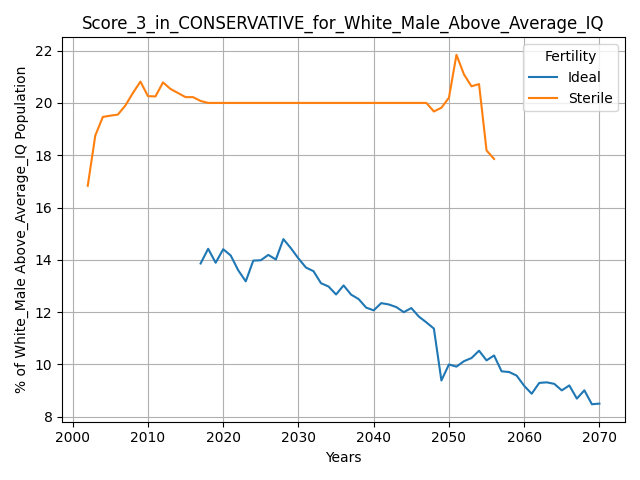 Score_3_in_CONSERVATIVE_for_White_Male_Above_Average_IQ
% of White_Male Above_Average_IQ Population
22
20
18
16
14
12
10
8
Fertility
Ideal
Sterile
2000 2010 2020 2030 2040 2050 2060 2070
Years